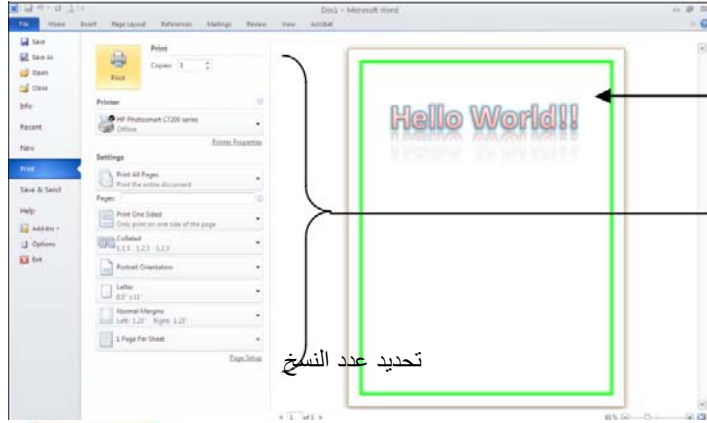 Doc1 - Microsoft Word
File Home Insert Page Layout References Mailings Review View Acrobat
Save
Save As
Open
Close
Info
Recent
New
Print
Save & Send
Help
Add-Ins
Options
Exit
Print
Print
Copies: 1
Printer
HP Photosmart C7200 series
Offline
Printer Properties
Settings
Print All Pages
Print the entire document
Pages:
Print One Sided
Only print on one side of the page
Collated
1,2,3 1,2,3 1,2,3
Portrait Orientation
Letter
8.5" x 11"
Normal Margins
Left: 1.25" Right: 1.25"
1 Page Per Sheet
Page Setup
Hello World!!
تحديد عدد النسخ
1 of 1
81%